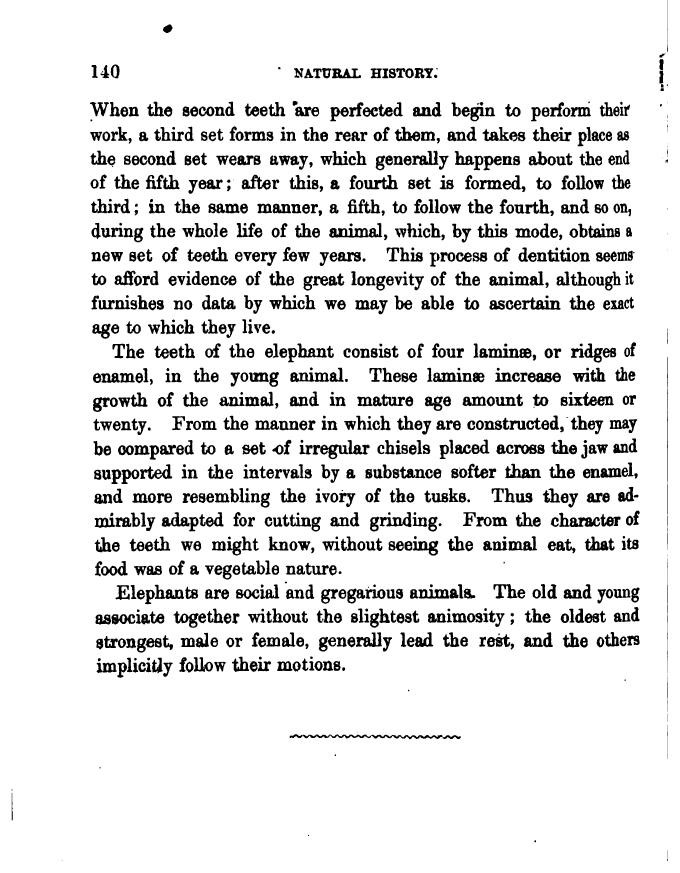 140 NATURAL HISTORY.
When the second teeth are perfected and begin to perform their
work, a third set forms in the rear of them, and takes their place as
the second set wears away, which generally happens about the end
of the fifth year; after this, a fourth set is formed, to follow the
third; in the same manner, a fifth, to follow the fourth, and so on,
during the whole life of the animal, which, by this mode, obtains a
new set of teeth every few years. This process of dentition seems
to afford evidence of the great longevity of the animal, although it
furnishes no data by which we may be able to ascertain the exact
age to which they live.
The teeth of the elephant consist of four laminæ, or ridges of
enamel, in the young animal. These laminæ increase with the
growth of the animal, and in mature age amount to sixteen or
twenty. From the manner in which they are constructed, they may
be compared to a set of irregular chisels placed across the jaw and
supported in the intervals by a substance softer than the enamel,
and more resembling the ivory of the tusks. Thus they are ad-
mirably adapted for cutting and grinding. From the character of
the teeth we might know, without seeing the animal eat, that its
food was of a vegetable nature.
Elephants are social and gregarious animals. The old and young
associate together without the slightest animosity; the oldest and
strongest, male or female, generally lead the rest, and the others
implicitly follow their motions.